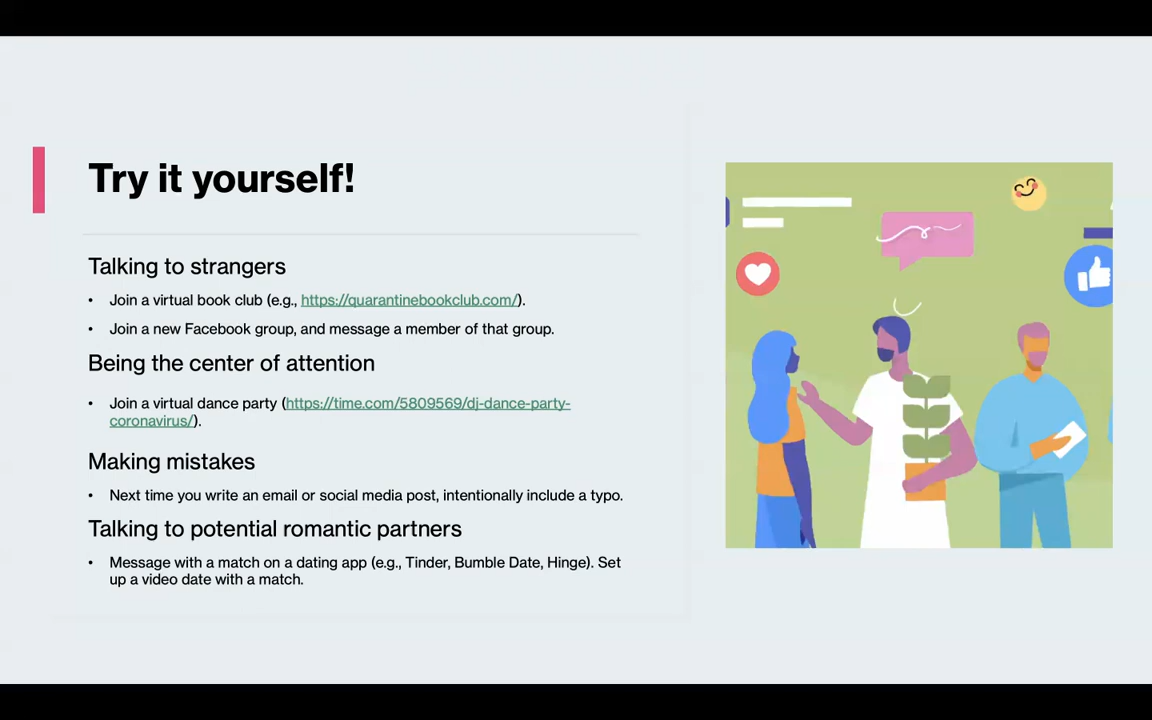 Try it yourself!
Talking to strangers
• Join a virtual book club (e.g., https://quarantinebookclub.com/).
• Join a new Facebook group, and message a member of that group.
Being the center of attention
• Join a virtual dance party (https://time.com/5809569/dj-dance-party-
coronavirus/).
Making mistakes
• Next time you write an email or social media post, intentionally include a typo.
Talking to potential romantic partners
• Message with a match on a dating app (e.g., Tinder, Bumble Date, Hinge). Set
up a video date with a match.